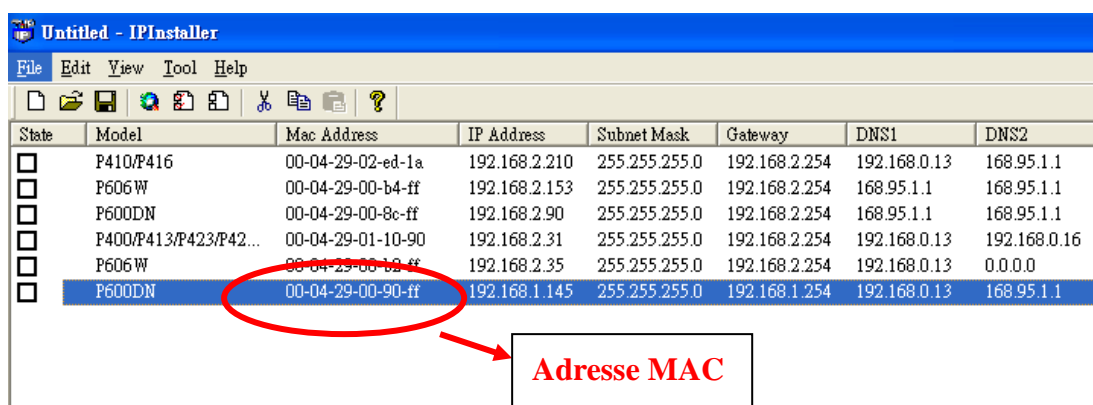 Untitled - IPInstaller
File Edit View Tool Help
State Model Mac Address IP Address Subnet Mask Gateway DNS1 DNS2
P410/P416 00-04-29-02-ed-1a 192.168.2.210 255.255.255.0 192.168.2.254 192.168.0.13 168.95.1.1
P606W 00-04-29-00-b4-ff 192.168.2.153 255.255.255.0 192.168.2.254 168.95.1.1 168.95.1.1
P600DN 00-04-29-00-8c-ff 192.168.2.90 255.255.255.0 192.168.2.254 168.95.1.1 168.95.1.1
P400/P413/P423/P42... 00-04-29-01-10-90 192.168.2.31 255.255.255.0 192.168.2.254 192.168.0.13 192.168.0.16
P606W 00-04-29-00-b2-ff 192.168.2.35 255.255.255.0 192.168.2.254 192.168.0.13 0.0.0.0
P600DN 00-04-29-00-90-ff 192.168.1.145 255.255.255.0 192.168.1.254 192.168.0.13 168.95.1.1
Adresse MAC